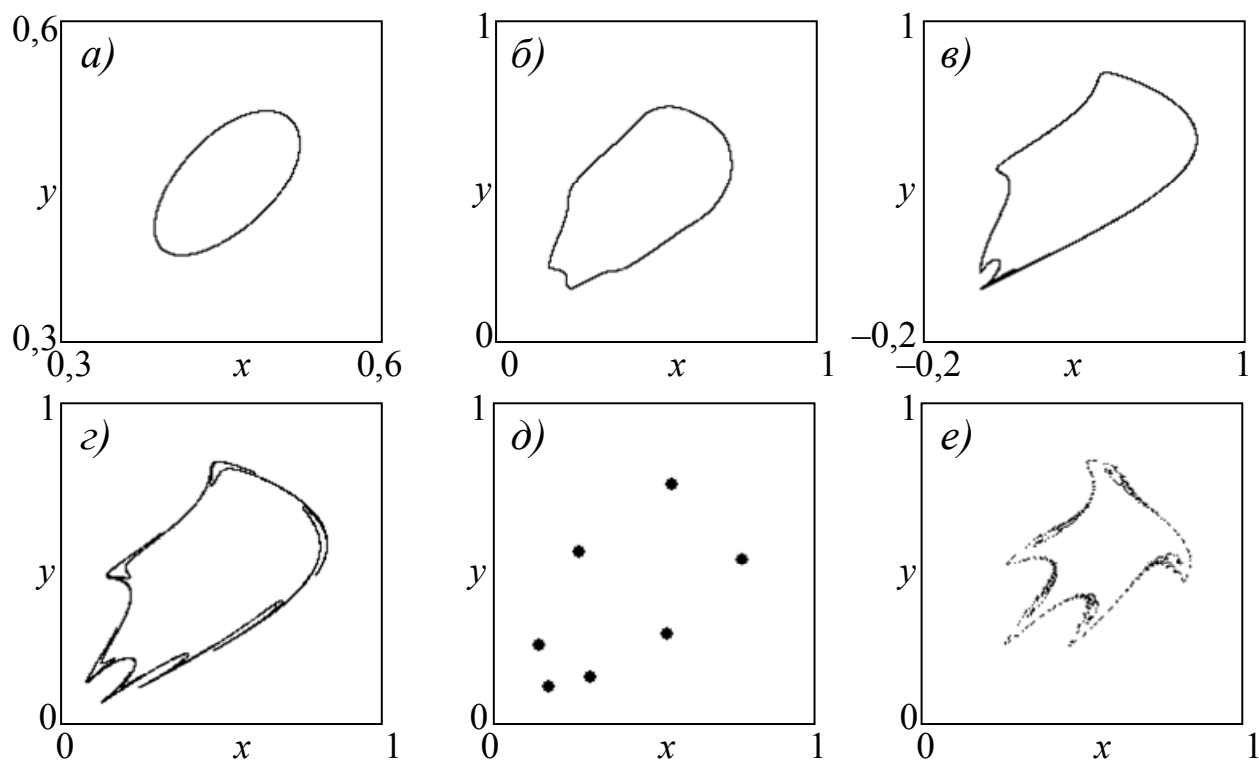 0,6 а) y 0,3 0,3 x 0,6
1 б) y 0 0 x 1
1 в) y –0,2 –0,2 x 1
1 г) y 0 0 x 1
1 д) y 0 0 x 1
1 е) y 0 0 x 1